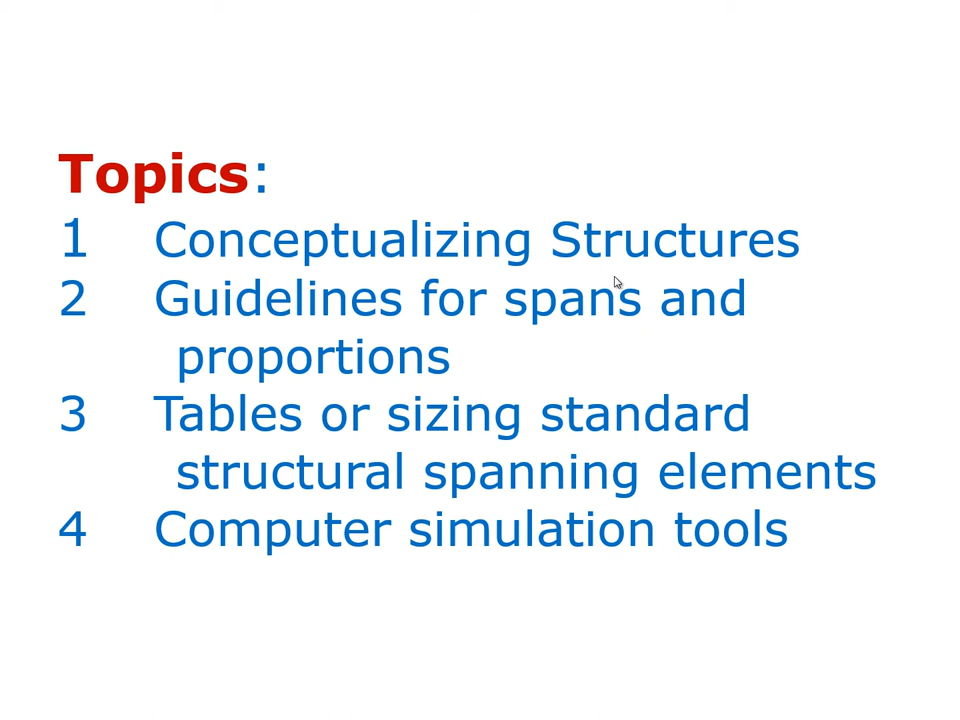 Topics:
1 Conceptualizing Structures
2 Guidelines for spans and
proportions
3 Tables or sizing standard
structural spanning elements
4 Computer simulation tools